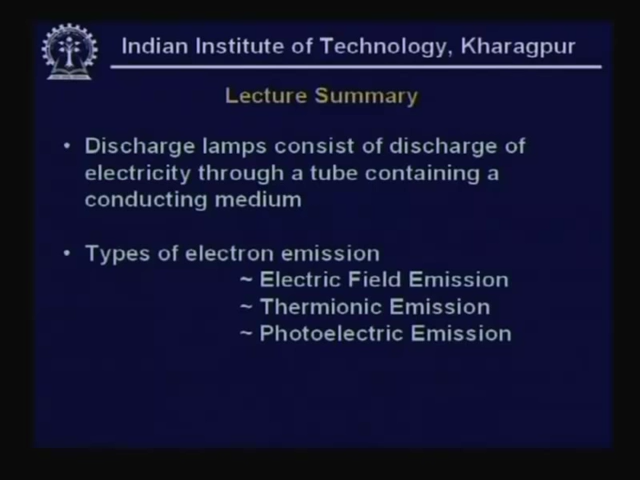 Indian Institute of Technology, Kharagpur
Lecture Summary
• Discharge lamps consist of discharge of
electricity through a tube containing a
conducting medium
• Types of electron emission
~ Electric Field Emission
~ Thermionic Emission
~ Photoelectric Emission